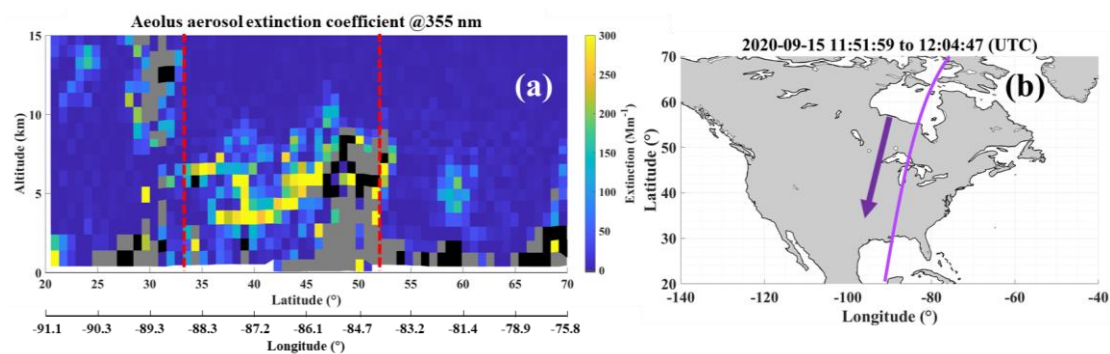 Aeolus aerosol extinction coefficient @355 nm
15
10
5
0
Altitude (km)
(a)
20 25 30 35 40 45 50 55 60 65 70
Latitude (°)
-91.1 -90.3 -89.3 -88.3 -87.2 -86.1 -84.7 -83.2 -81.4 -78.9 -75.8
Longitude (°)
300
250
200
150
100
50
0
Extinction (Mm⁻¹)
2020-09-15 11:51:59 to 12:04:47 (UTC)
(b)
70
60
50
40
30
20
Latitude (°)
-140 -120 -100 -80 -60 -40
Longitude (°)